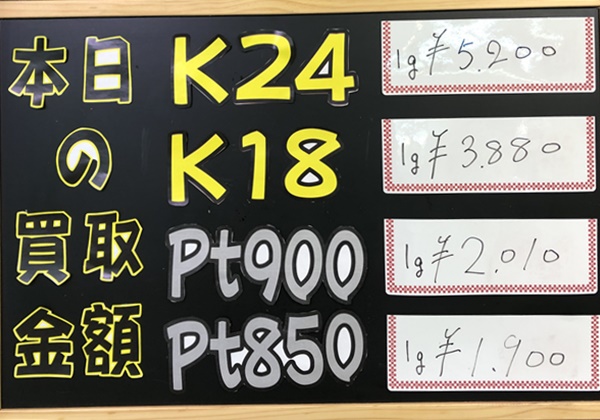 本日 K24 1g ¥5.200
の K18 1g ¥3.880
買取 Pt900 1g ¥2.010
金額 Pt850 1g ¥1.900